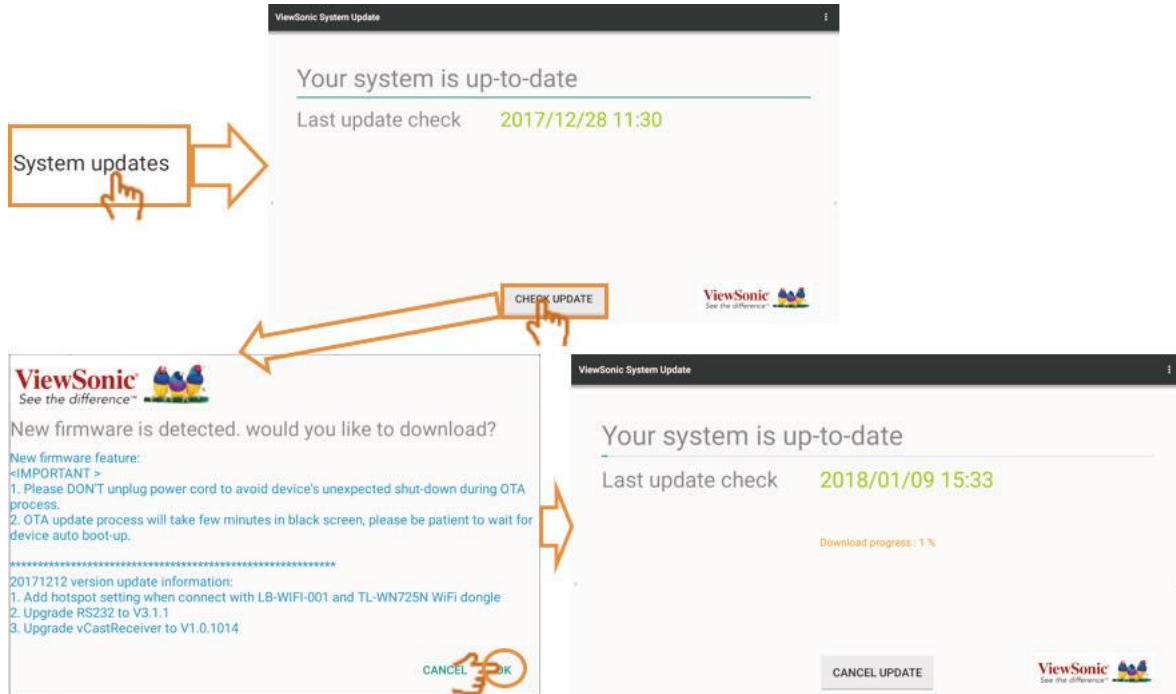 ViewSonic System Update
Your system is up-to-date
Last update check 2017/12/28 11:30
System updates
CHECK UPDATE
ViewSonic
See the difference™
ViewSonic
See the difference™
New firmware is detected. would you like to download?
New firmware feature:
<IMPORTANT >
1. Please DON'T unplug power cord to avoid device's unexpected shut-down during OTA
process.
2. OTA update process will take few minutes in black screen, please be patient to wait for
device auto boot-up.
************************************************************
20171212 version update information:
1. Add hotspot setting when connect with LB-WIFI-001 and TL-WN725N WiFi dongle
2. Upgrade RS232 to V3.1.1
3. Upgrade vCastReceiver to V1.0.1014
CANCEL OK
ViewSonic System Update
Your system is up-to-date
Last update check 2018/01/09 15:33
Download progress : 1 %
CANCEL UPDATE
ViewSonic
See the difference™